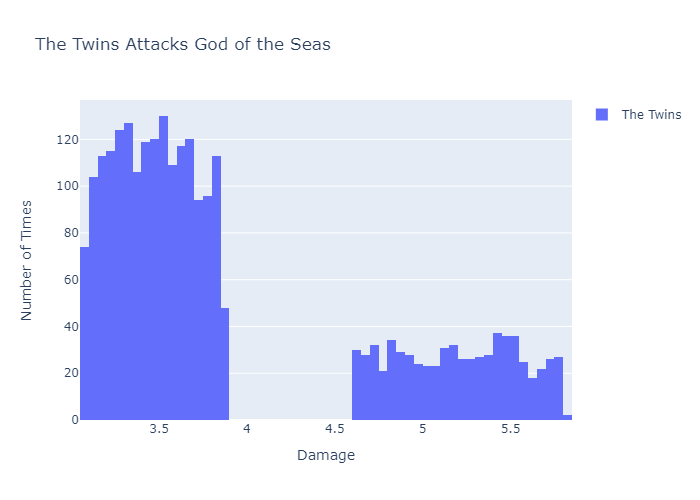 The Twins Attacks God of the Seas
The Twins
120
100
80
60
40
20
0
Number of Times
3.5 4 4.5 5 5.5
Damage